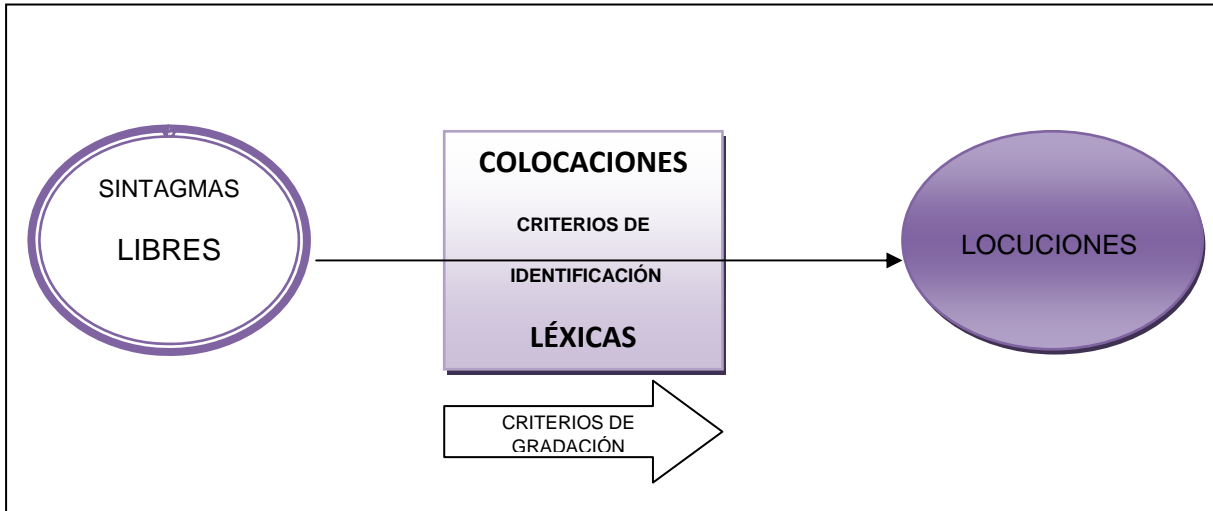 SINTAGMAS
LIBRES
COLOCACIONES
CRITERIOS DE
IDENTIFICACIÓN
LÉXICAS
CRITERIOS DE
GRADACIÓN
LOCUCIONES